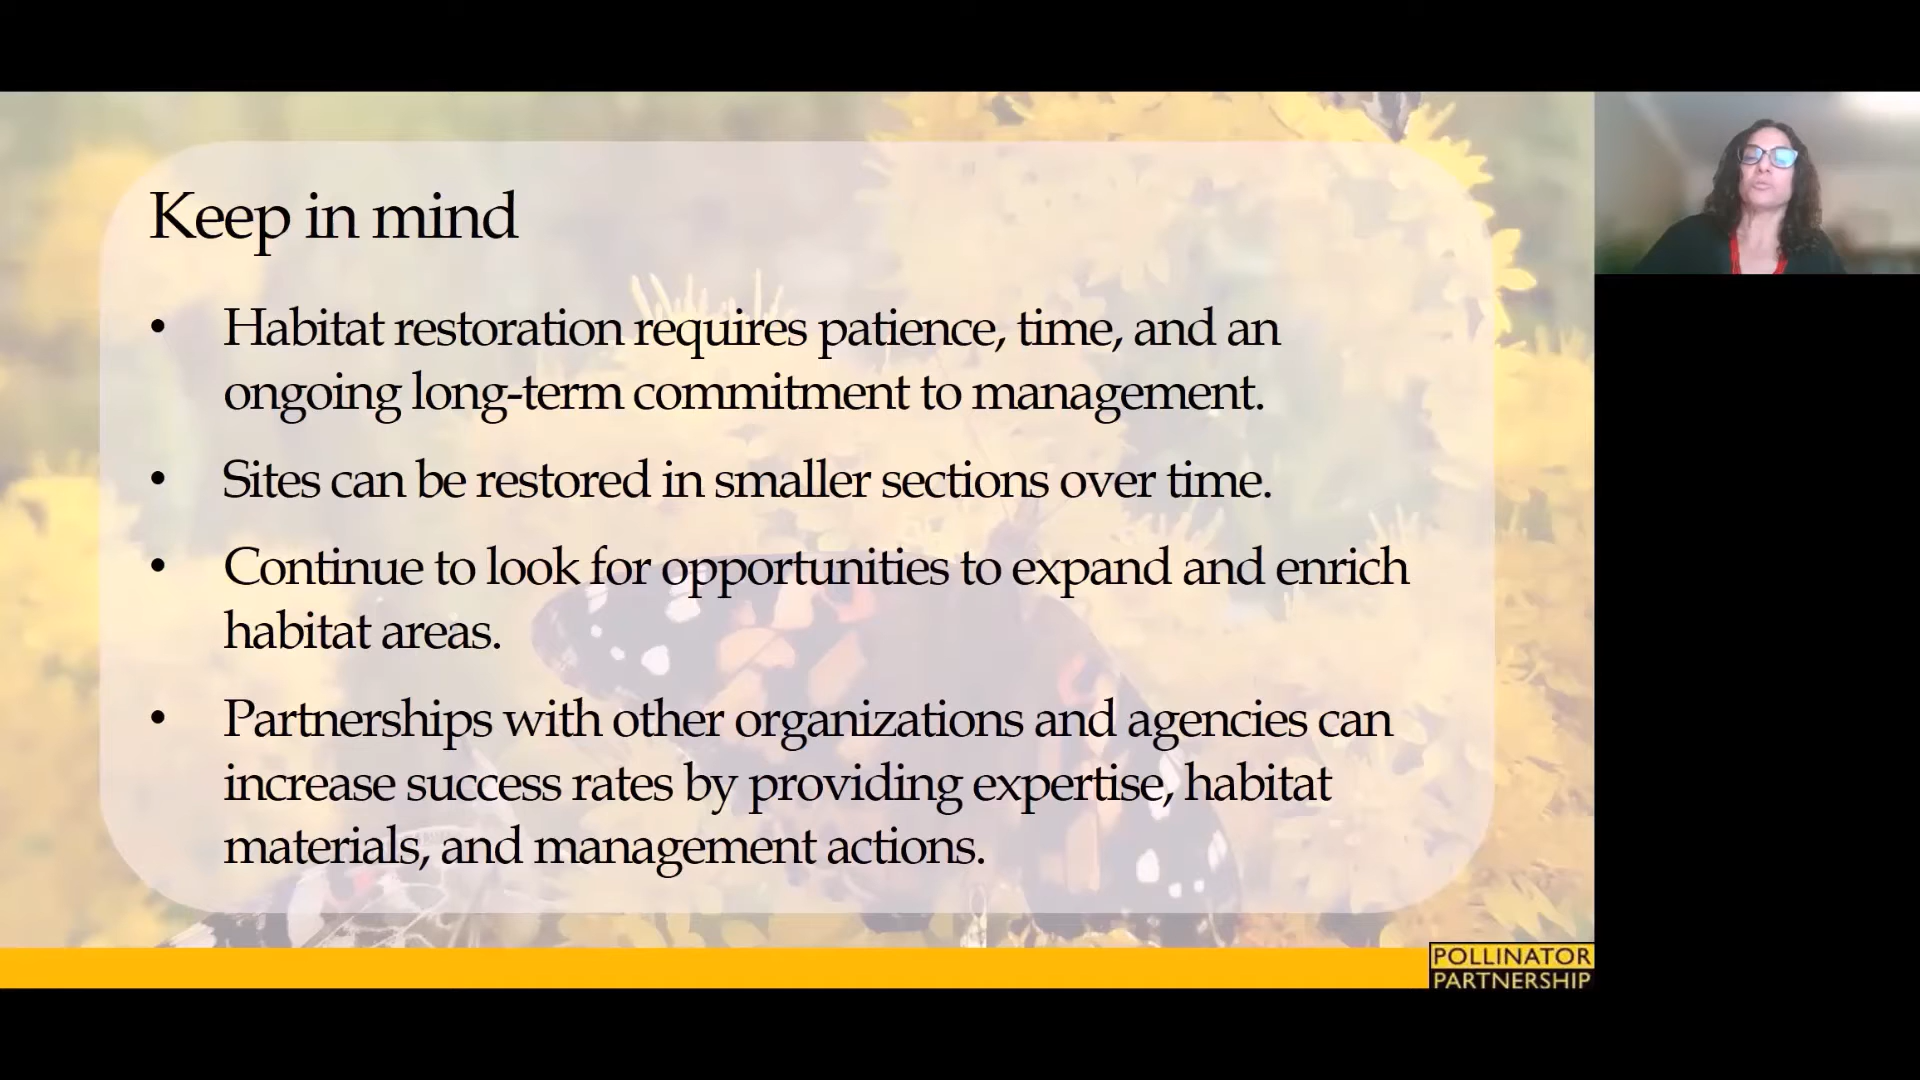 Keep in mind
• Habitat restoration requires patience, time, and an
ongoing long-term commitment to management.
• Sites can be restored in smaller sections over time.
• Continue to look for opportunities to expand and enrich
habitat areas.
• Partnerships with other organizations and agencies can
increase success rates by providing expertise, habitat
materials, and management actions.
POLLINATOR
PARTNERSHIP